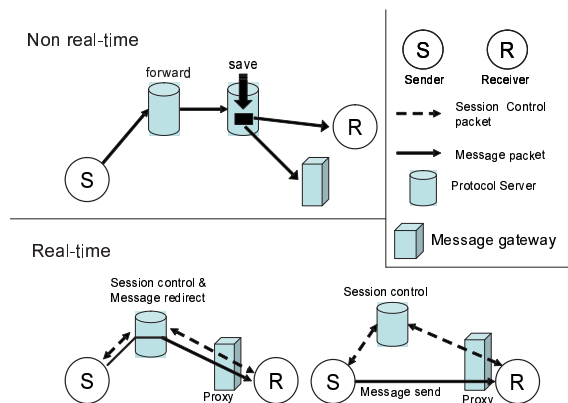 Non real-time
forward
save
S
R
S
Sender
R
Receiver
Session Control
packet
Message packet
Protocol Server
Message gateway
Real-time
Session control &
Message redirect
S
Proxy
R
Session control
S
Message send
Proxy
R